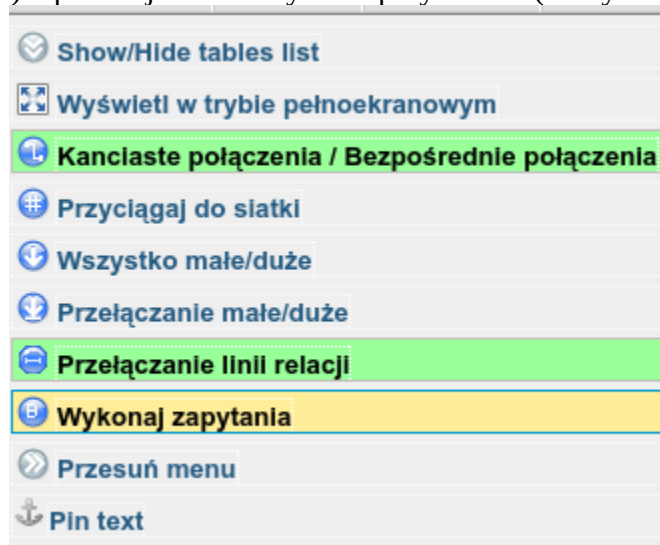 Show/Hide tables list
Wyświetl w trybie pełnoekranowym
Kanciaste połączenia / Bezpośrednie połączenia
Przyciągaj do siatki
Wszystko małe/duże
Przełączanie małe/duże
Przełączanie linii relacji
Wykonaj zapytania
Przesuń menu
Pin text